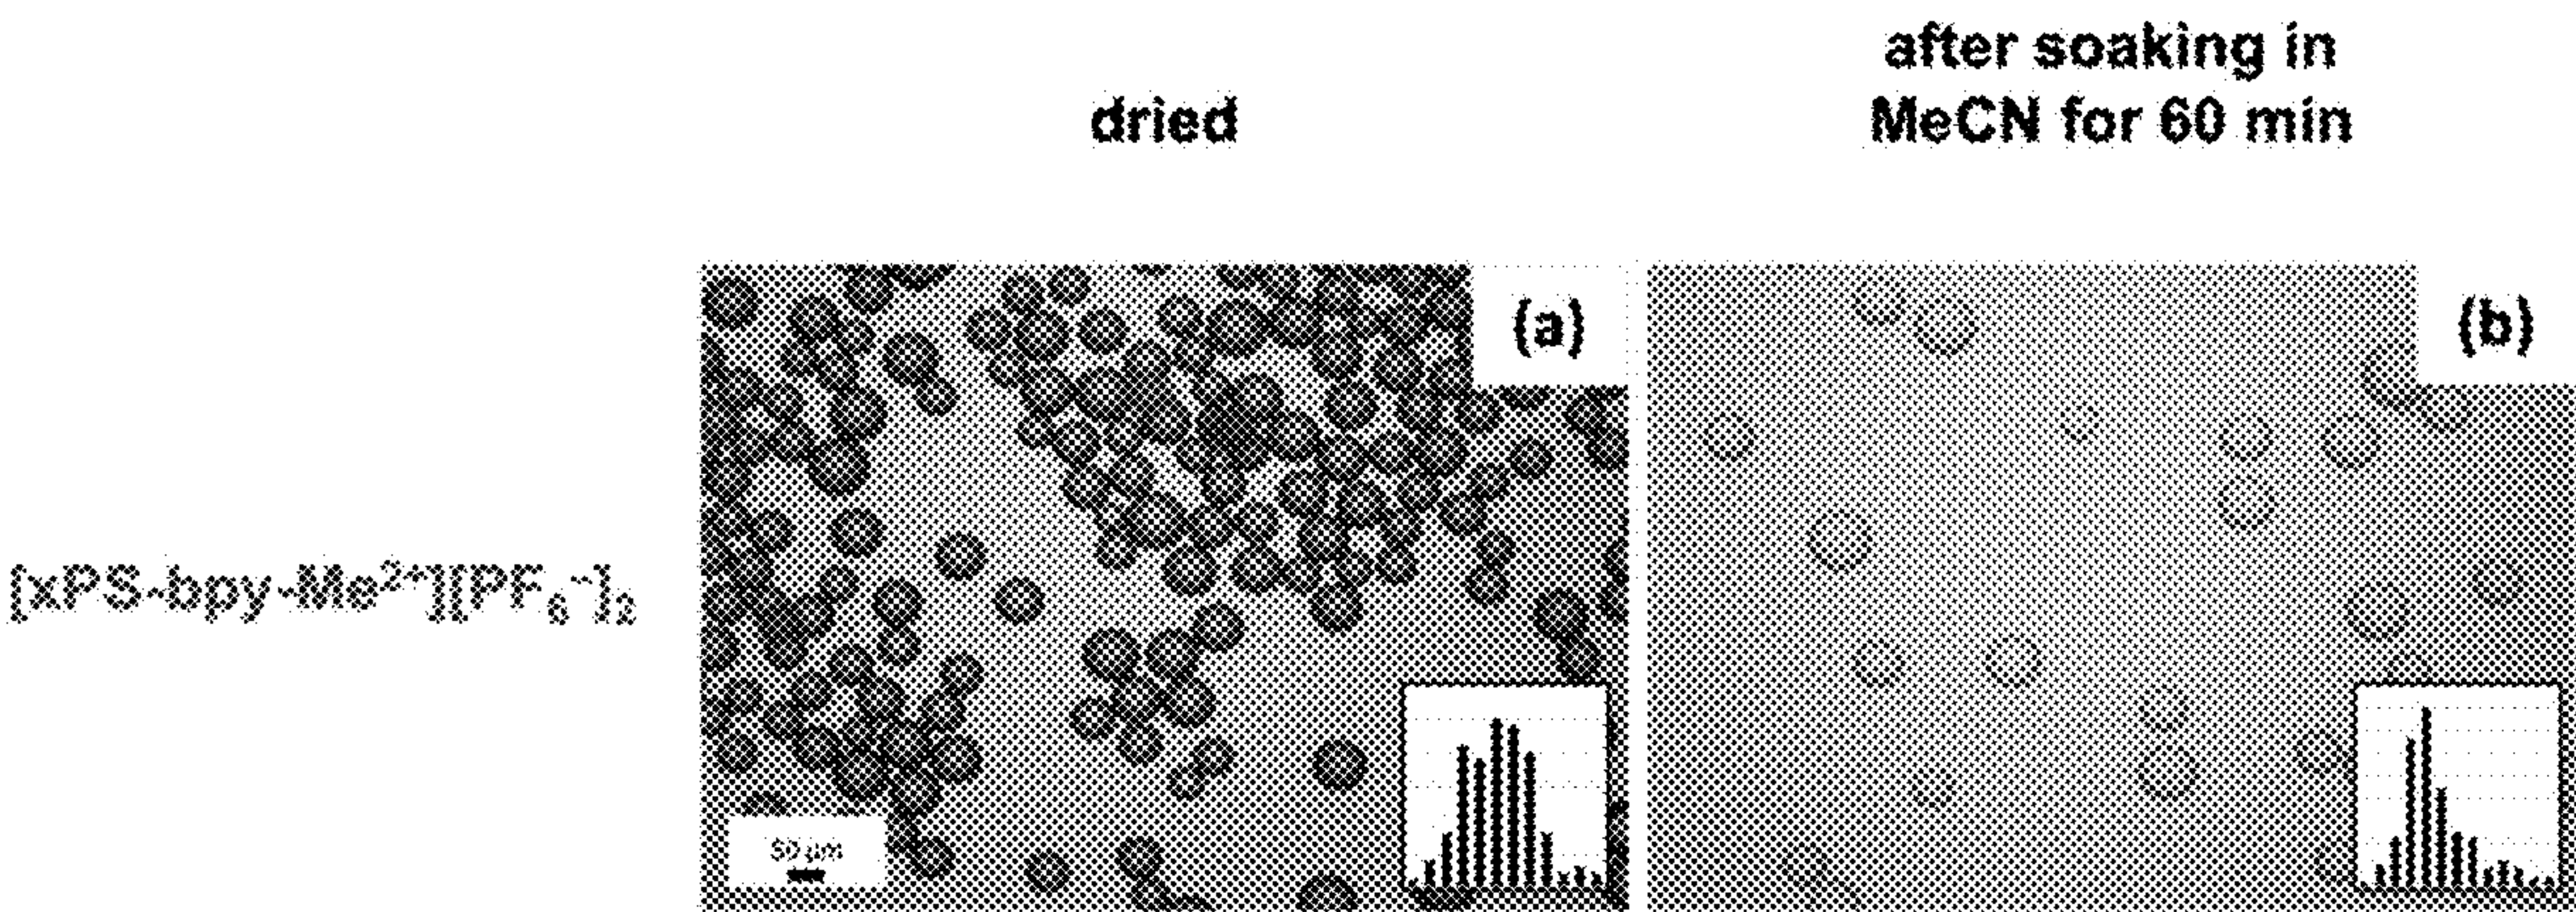 dried
after soaking in
MeCN for 60 min
(a)
(b)
[xPS-bpy-Me²⁺][PF₆⁻]₂
50 µm